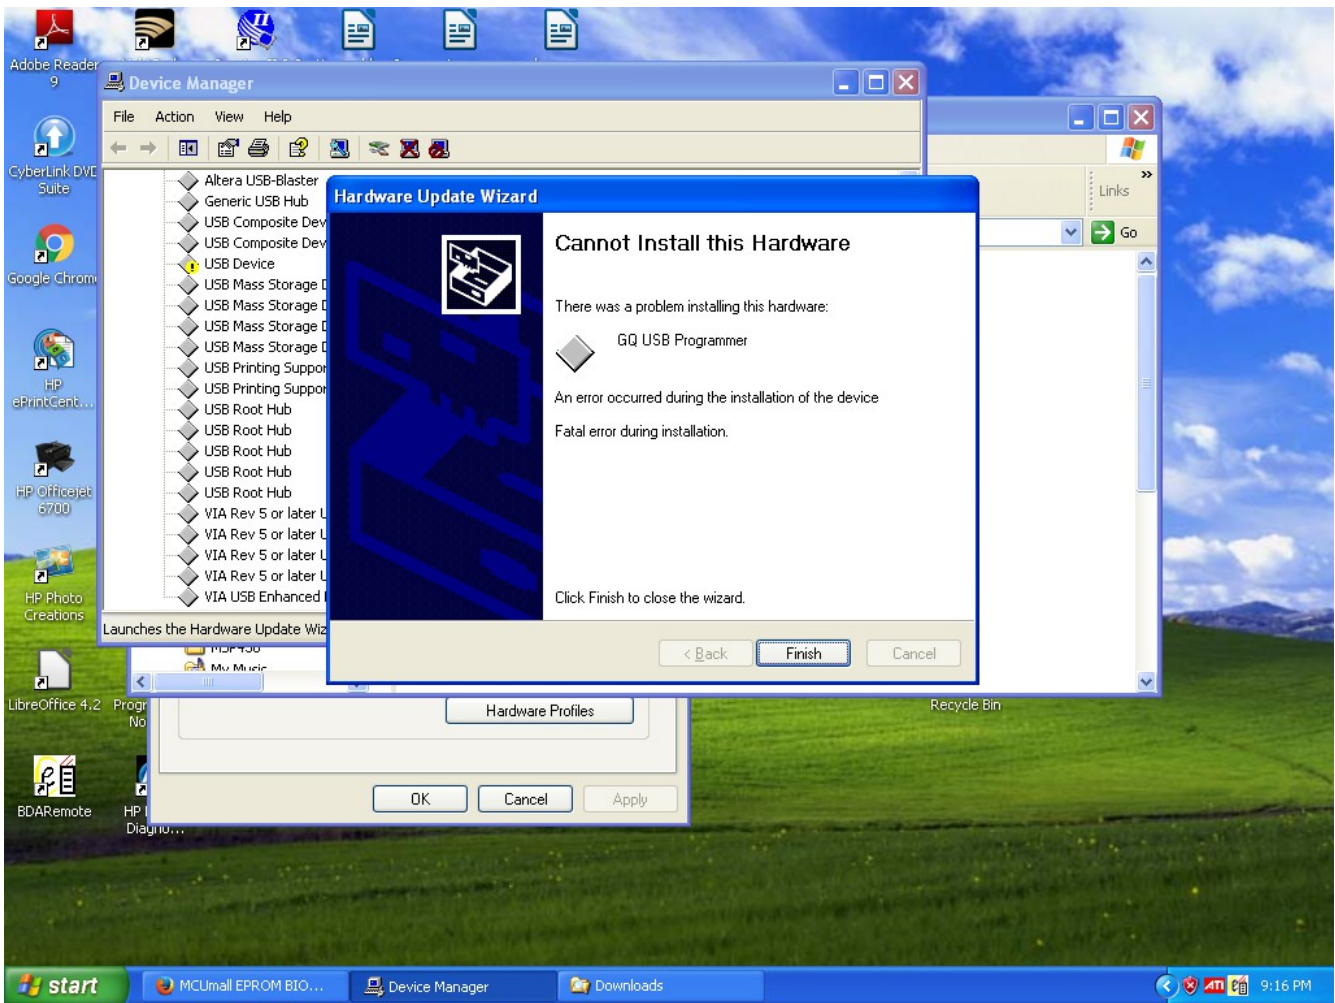 Adobe Reader
9
Device Manager
File Action View Help
CyberLink DVD
Suite
Links
Go
Google Chrome
HP
ePrintCent...
HP Officejet
6700
HP Photo
Creations
LibreOffice 4.2
BDARemote
Altera USB-Blaster
Generic USB Hub
USB Composite Dev
USB Composite Dev
USB Device
USB Mass Storage D
USB Mass Storage D
USB Mass Storage D
USB Mass Storage D
USB Printing Suppor
USB Printing Suppor
USB Root Hub
USB Root Hub
USB Root Hub
USB Root Hub
USB Root Hub
VIA Rev 5 or later U
VIA Rev 5 or later U
VIA Rev 5 or later U
VIA Rev 5 or later U
VIA USB Enhanced
Launches the Hardware Update Wiz
Hardware Update Wizard
Cannot Install this Hardware
There was a problem installing this hardware:
GQ USB Programmer
An error occurred during the installation of the device
Fatal error during installation.
Click Finish to close the wizard.
< Back Finish Cancel
My Music
Progr
No
Hardware Profiles
Recycle Bin
OK Cancel Apply
HP
Diagno...
start
MCUmall EPROM BIO...
Device Manager
Downloads
ATI
9:16 PM